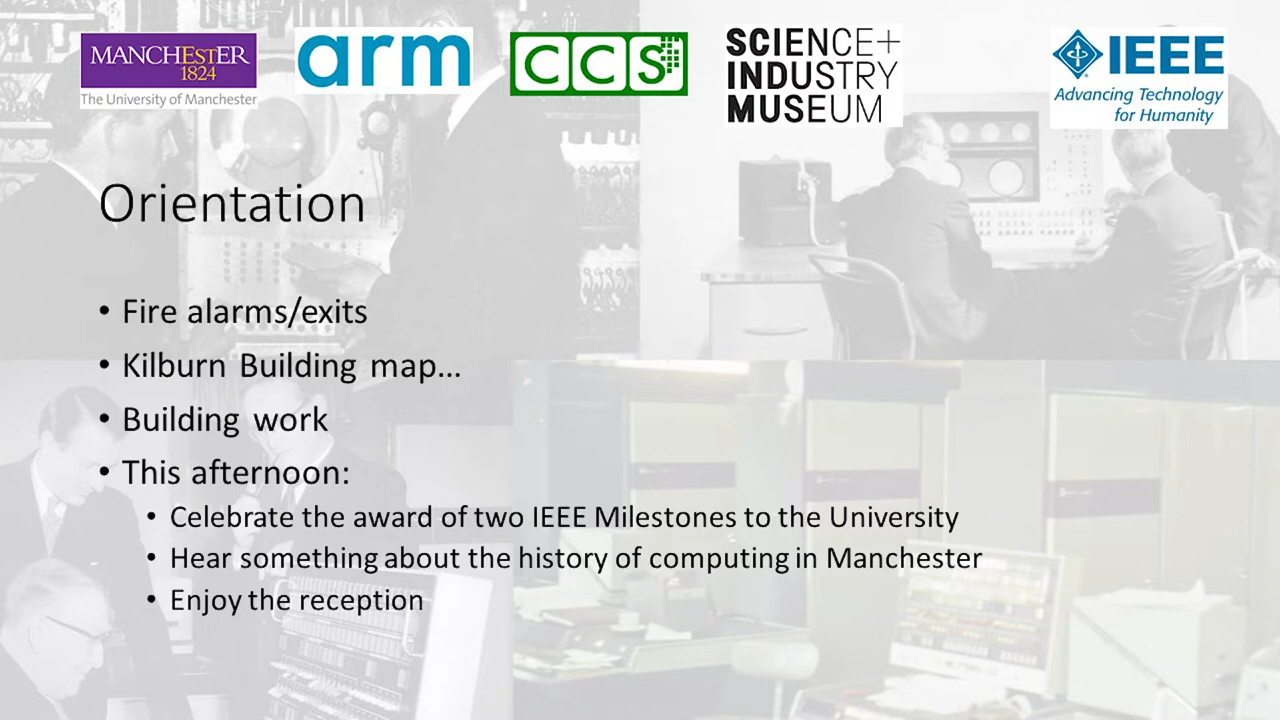 MANCHESTER
1824
The University of Manchester
arm
CCS
SCIENCE+
INDUSTRY
MUSEUM
IEEE
Advancing Technology
for Humanity
Orientation
• Fire alarms/exits
• Kilburn Building map...
• Building work
• This afternoon:
• Celebrate the award of two IEEE Milestones to the University
• Hear something about the history of computing in Manchester
• Enjoy the reception